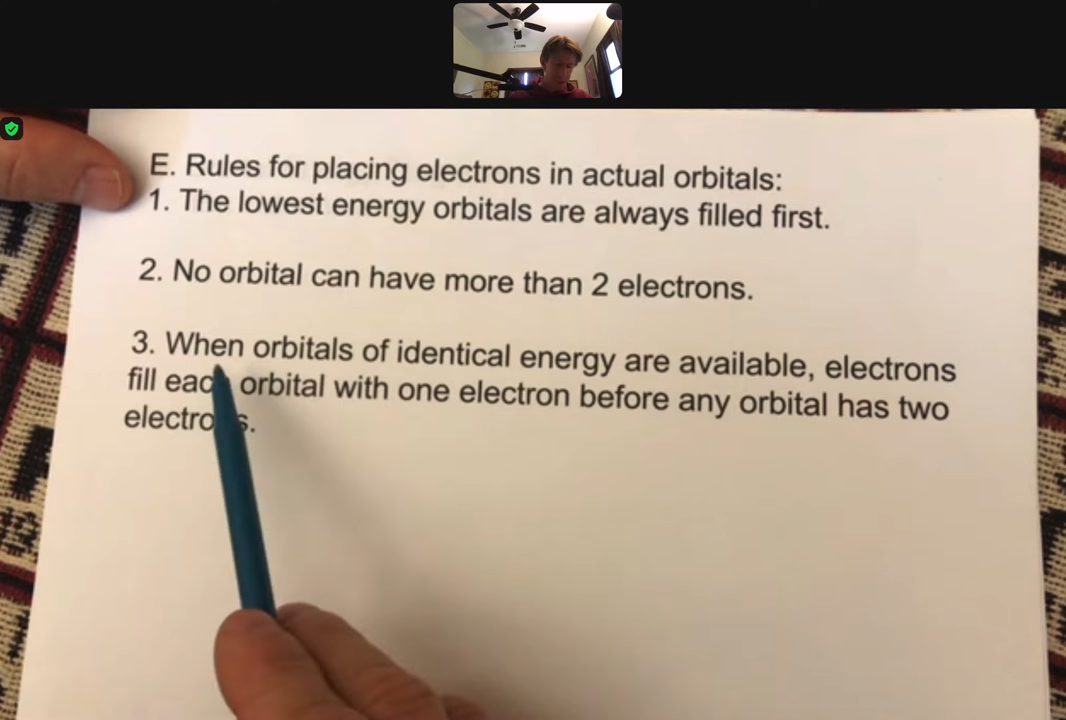 E. Rules for placing electrons in actual orbitals:
1. The lowest energy orbitals are always filled first.
2. No orbital can have more than 2 electrons.
3. When orbitals of identical energy are available, electrons
fill each orbital with one electron before any orbital has two
electrons.